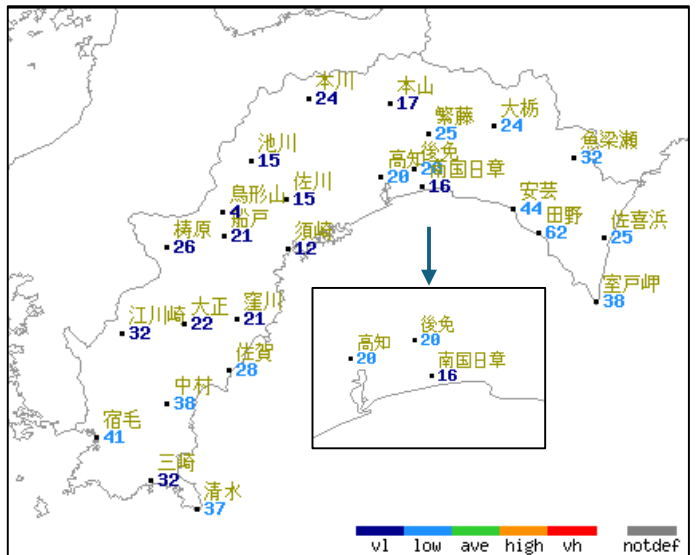 本川
24
本山
17
大栃
24
繁藤
25
魚梁瀬
32
池川
15
高知
20
後免
20
南国日章
16
佐川
15
鳥形山
4
安芸
44
船戸
21
田野
62
佐喜浜
25
梼原
26
須崎
12
室戸岬
38
江川崎
32
大正
22
窪川
21
後免
20
高知
20
南国日章
16
佐賀
28
中村
38
宿毛
41
三崎
32
清水
37
vl low ave high vh notdef